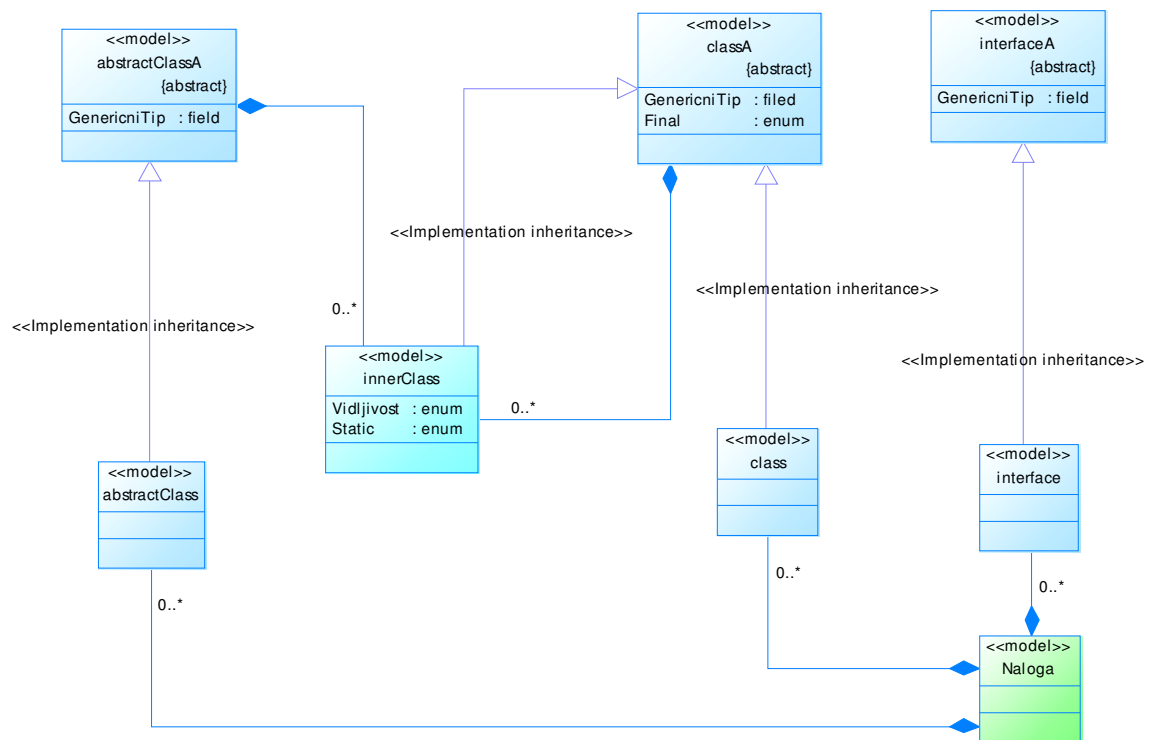 <<model>>
abstractClassA
{abstract}
GenericniTip : field
<<model>>
classA
{abstract}
GenericniTip : filed
Final : enum
<<model>>
interfaceA
{abstract}
GenericniTip : field
<<Implementation inheritance>>
<<Implementation inheritance>>
<<Implementation inheritance>>
<<Implementation inheritance>>
0..*
<<model>>
innerClass
Vidljivost : enum
Static : enum
0..*
<<model>>
abstractClass
<<model>>
class
<<model>>
interface
0..*
0..*
0..*
<<model>>
Naloga